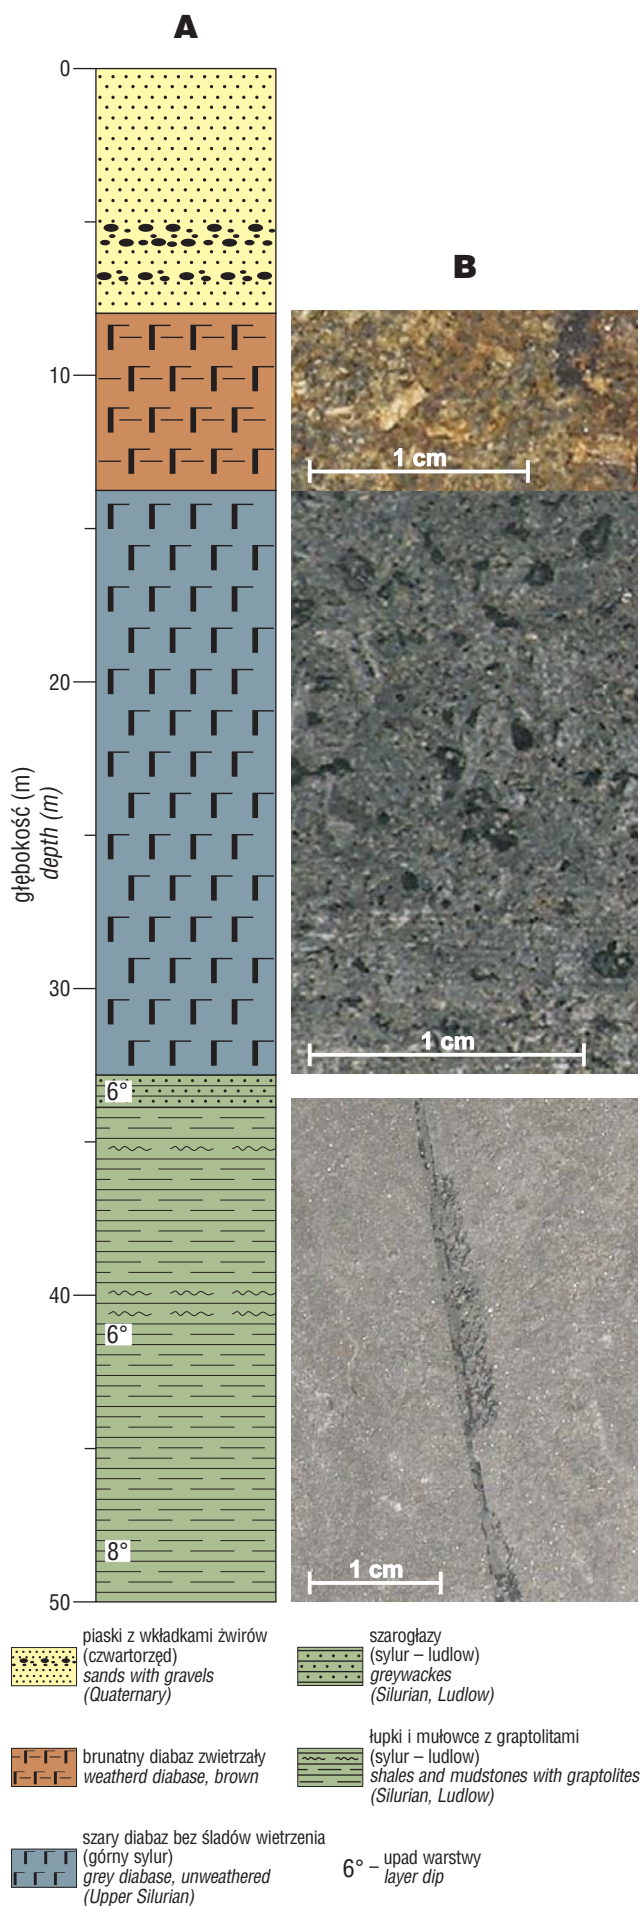 A
B
0
10
20
30
40
50
głębokość (m)
depth (m)
1 cm
1 cm
6°
6°
8°
1 cm
piaski z wkładkami żwirów
(czwartorzęd)
sands with gravels
(Quaternary)
brunatny diabaz zwietrzały
weatherd diabase, brown
szary diabaz bez śladów wietrzenia
(górny sylur)
grey diabase, unweathered
(Upper Silurian)
szarogłazy
(sylur – ludlow)
greywackes
(Silurian, Ludlow)
łupki i mułowce z graptolitami
(sylur – ludlow)
shales and mudstones with graptolites
(Silurian, Ludlow)
6° – upad warstwy
layer dip